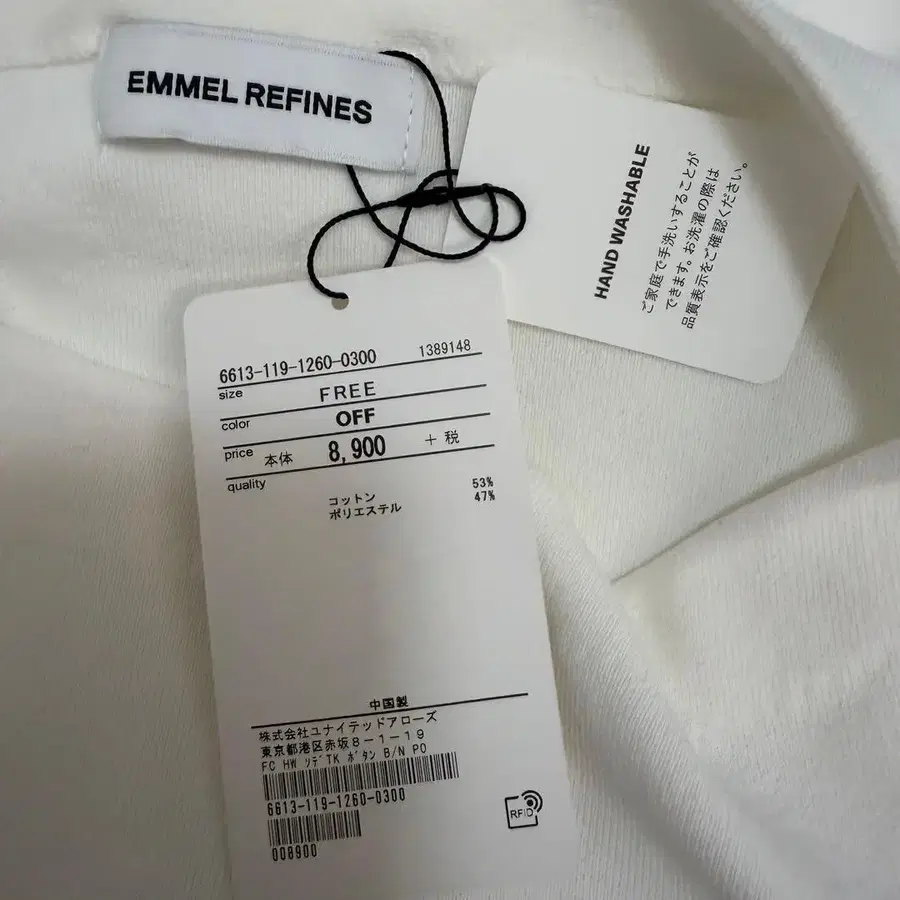 EMMEL REFINES
HAND WASHABLE
ご家庭で手洗いすることが
できます。お洗濯の際は
品質表示をご確認ください。
6613-119-1260-0300 1389148
size FREE
color OFF
price 本体 8,900 +税
quality
コットン 53%
ポリエステル 47%
中国製
株式会社ユナイテッドアローズ
東京都港区赤坂8-1-19
FC HW ソデTK ボタン B/N PO
6613-119-1260-0300
008900
RFID